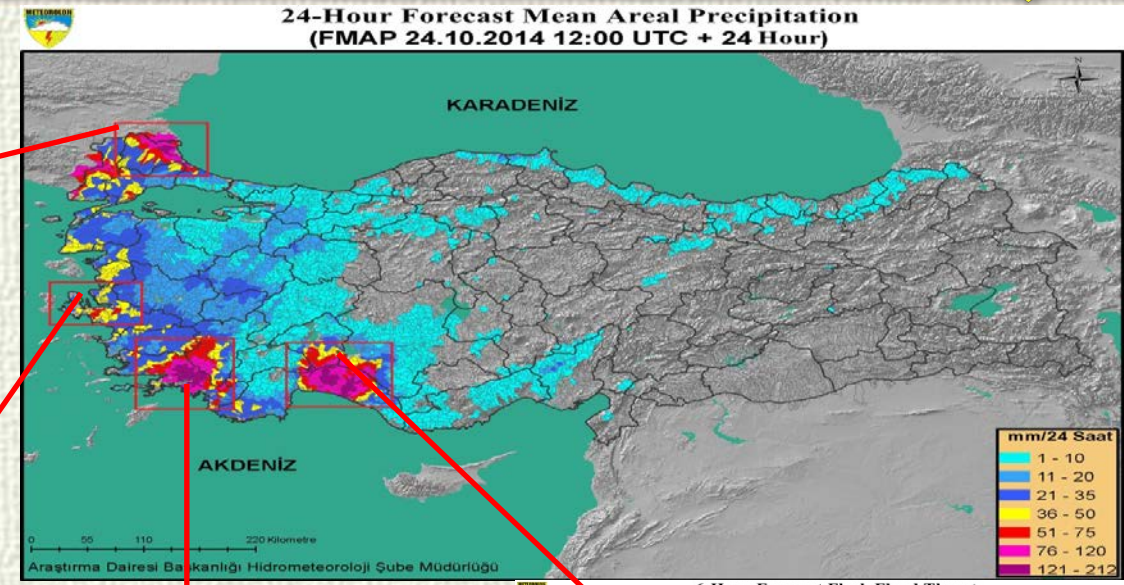 METEOROLOJİ
24-Hour Forecast Mean Areal Precipitation
(FMAP 24.10.2014 12:00 UTC + 24 Hour)
N
KARADENİZ
AKDENİZ
mm/24 Saat
1 - 10
11 - 20
21 - 35
36 - 50
51 - 75
76 - 120
121 - 212
0 55 110 220 Kilometre
Araştırma Dairesi Başkanlığı Hidrometeoroloji Şube Müdürlüğü